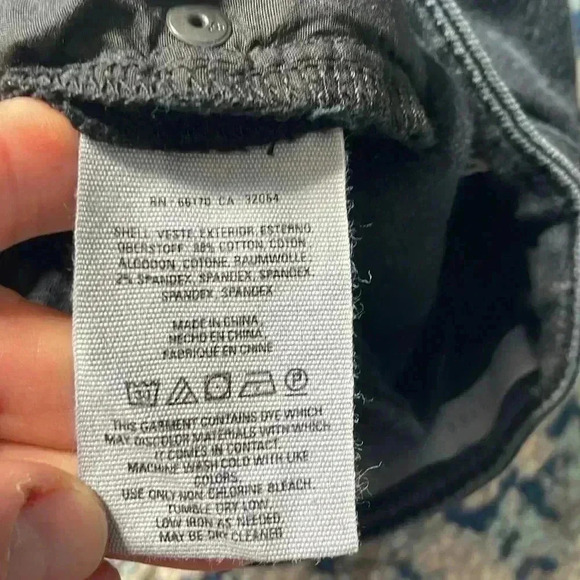 RN - 66170 CA 32054
SHELL, VESTE, EXTERIOR, ESTERNO,
OBERSTOFF: 98% COTTON, COTON,
ALGODON, COTONE, BAUMWOLLE;
2% SPANDEX, SPANDEX, SPANDEX,
SPANDEX, SPANDEX
MADE IN CHINA,
HECHO EN CHINA,
FABRIQUE EN CHINE
30 P
THIS GARMENT CONTAINS DYE WHICH
MAY DISCOLOR MATERIALS WITH WHICH
IT COMES IN CONTACT.
MACHINE WASH COLD WITH LIKE
COLORS.
USE ONLY NON-CHLORINE BLEACH.
TUMBLE DRY LOW.
LOW IRON AS NEEDED.
MAY BE DRY CLEANED